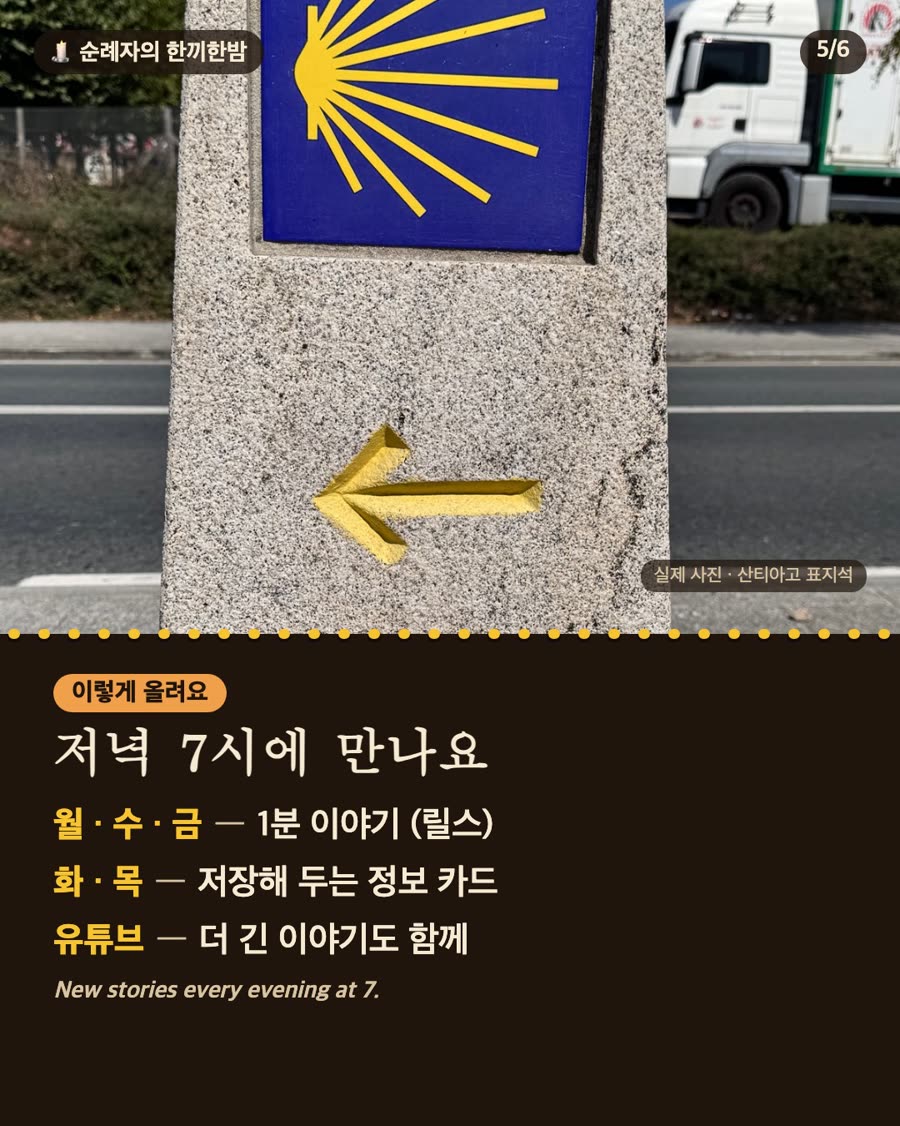 순례자의 한끼한밤
5/6
실제 사진 · 산티아고 표지석
이렇게 올려요
저녁 7시에 만나요
월 · 수 · 금 — 1분 이야기 (릴스)
화 · 목 — 저장해 두는 정보 카드
유튜브 — 더 긴 이야기도 함께
New stories every evening at 7.